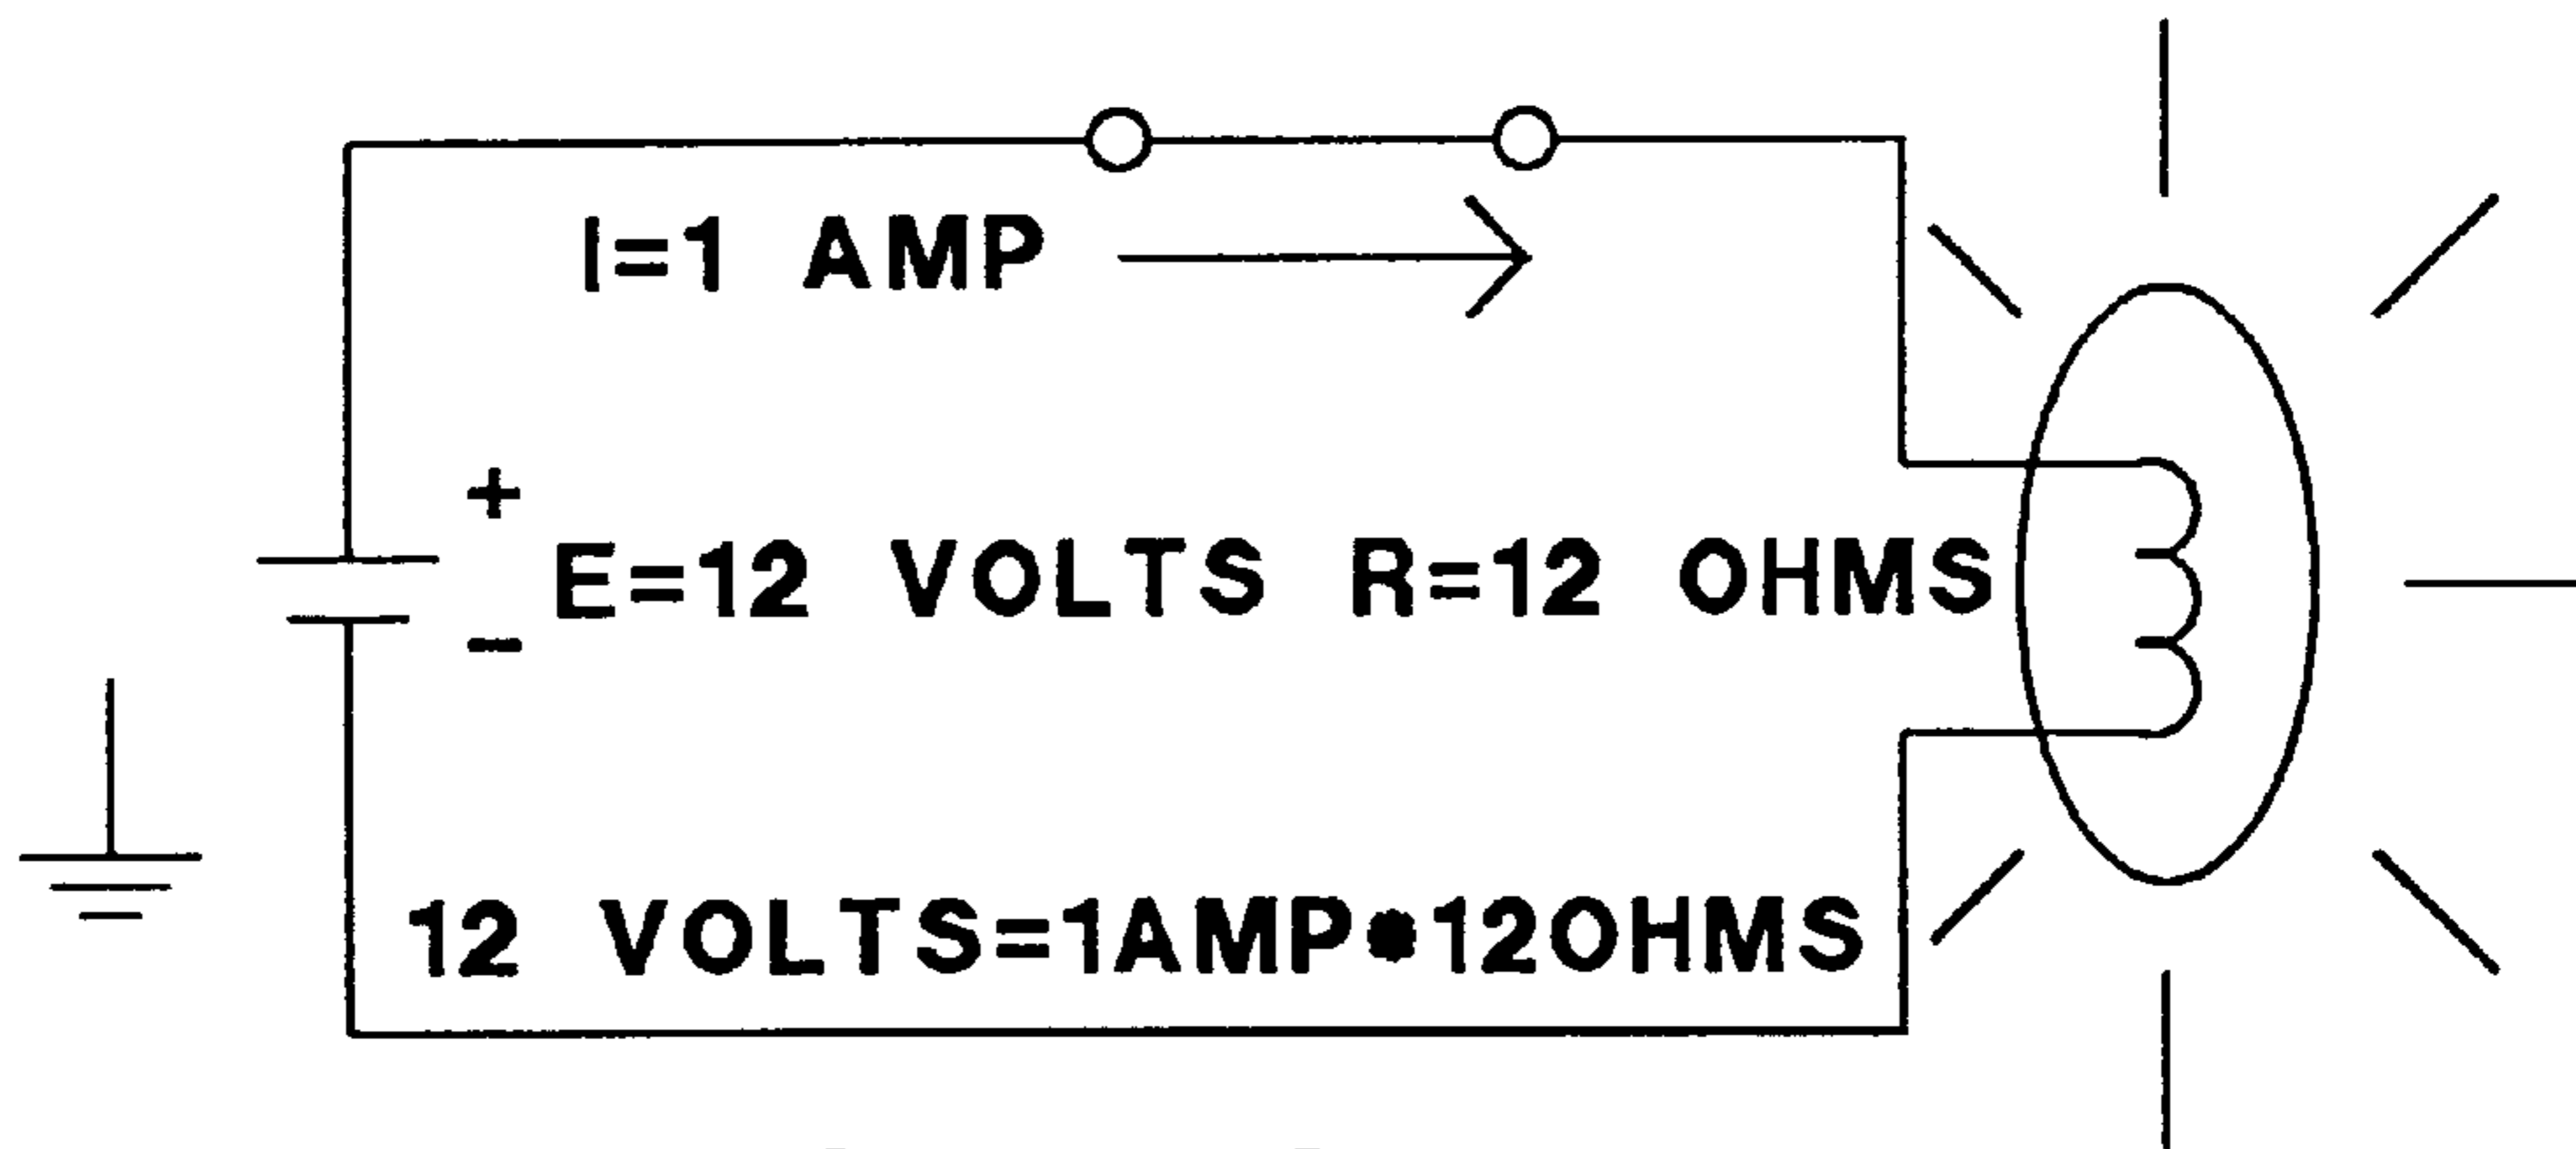 I=1 AMP
+
E=12 VOLTS R=12 OHMS
-
12 VOLTS=1AMP•12OHMS